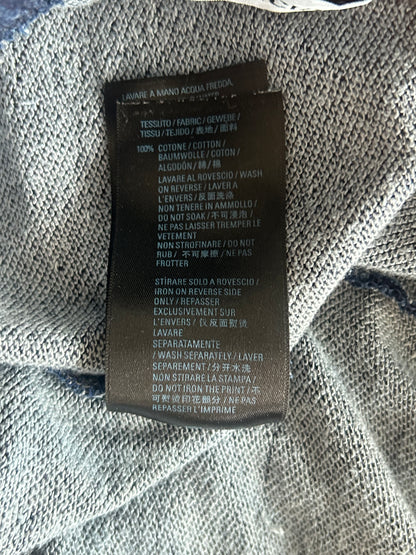 LAVARE A MANO ACQUA FREDDA,
TESSUTO / FABRIC / GEWEBE /
TISSU / TEJIDO / 表地 / 面料
100% COTONE / COTTON /
BAUMWOLLE / COTON /
ALGODÓN / 綿 / 棉
LAVARE AL ROVESCIO / WASH
ON REVERSE / LAVER A
L'ENVERS / 反面洗涤
NON TENERE IN AMMOLLO /
DO NOT SOAK / 不可浸泡 /
NE PAS LAISSER TREMPER LE
VETEMENT
NON STROFINARE / DO NOT
RUB / 不可摩擦 / NE PAS
FROTTER
STIRARE SOLO A ROVESCIO /
IRON ON REVERSE SIDE
ONLY / REPASSER
EXCLUSIVEMENT SUR
L'ENVERS / 仅反面熨烫
LAVARE
SEPARATAMENTE
/ WASH SEPARATELY / LAVER
SEPAREMENT / 分开水洗
NON STIRARE LA STAMPA /
DO NOT IRON THE PRINT / 不
可熨烫印花部分 / NE PAS
REPASSER L'IMPRIME